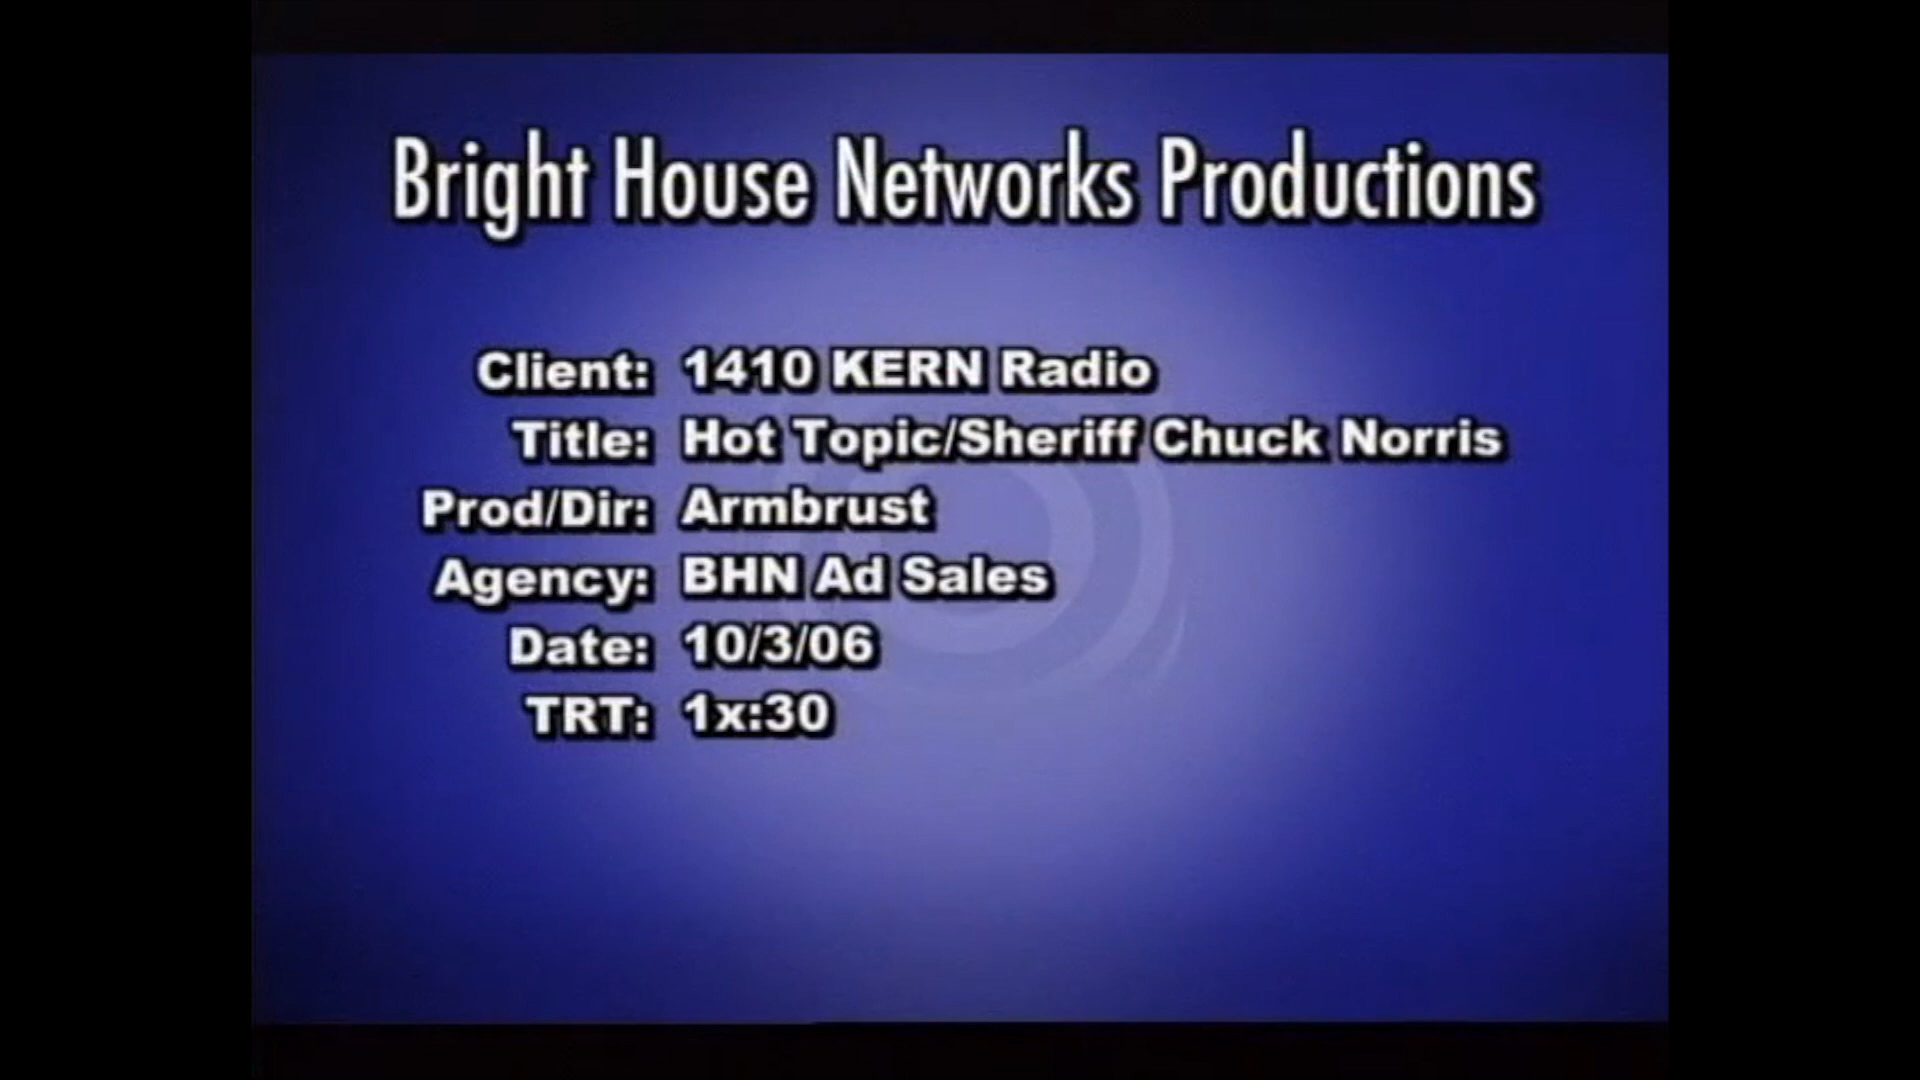 Bright House Networks Productions
Client: 1410 KERN Radio
Title: Hot Topic/Sheriff Chuck Norris
Prod/Dir: Armbrust
Agency: BHN Ad Sales
Date: 10/3/06
TRT: 1x:30